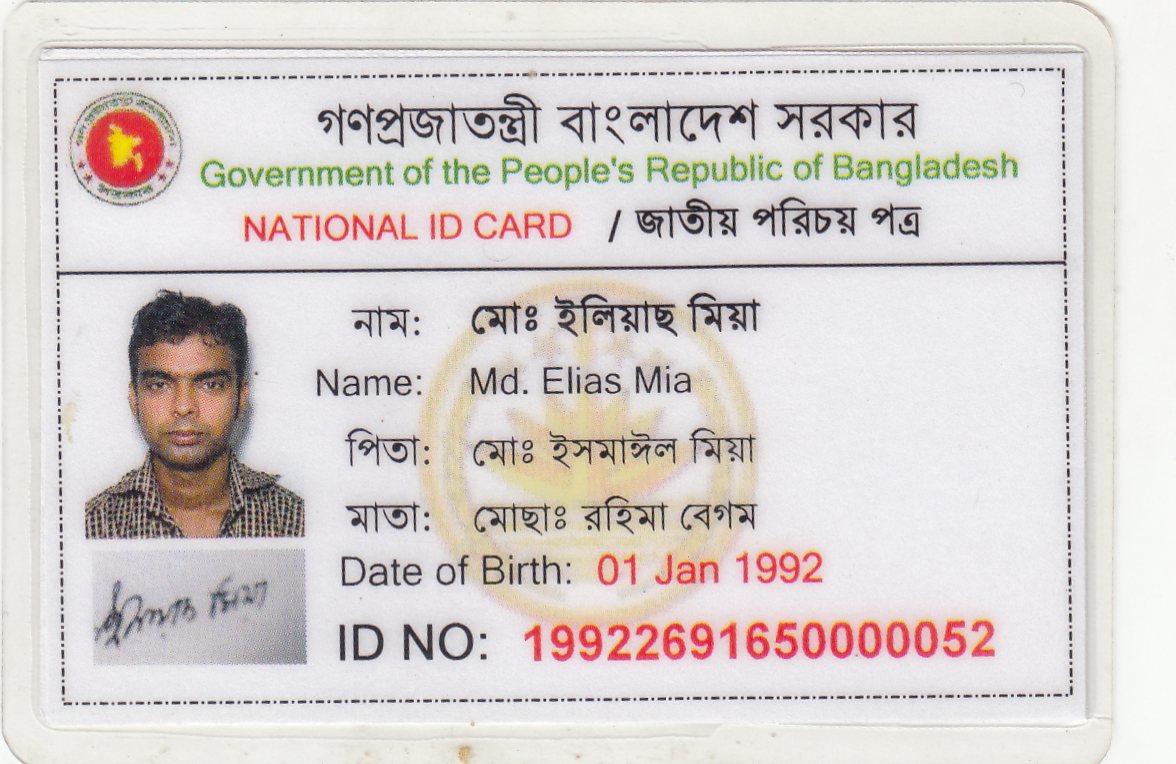 গণপ্রজাতন্ত্রী বাংলাদেশ সরকার
Government of the People's Republic of Bangladesh
NATIONAL ID CARD / জাতীয় পরিচয় পত্র
নাম: মোঃ ইলিয়াছ মিয়া
Name: Md. Elias Mia
পিতা: মোঃ ইসমাঈল মিয়া
মাতা: মোছাঃ রহিমা বেগম
Date of Birth: 01 Jan 1992
ID NO: 19922691650000052